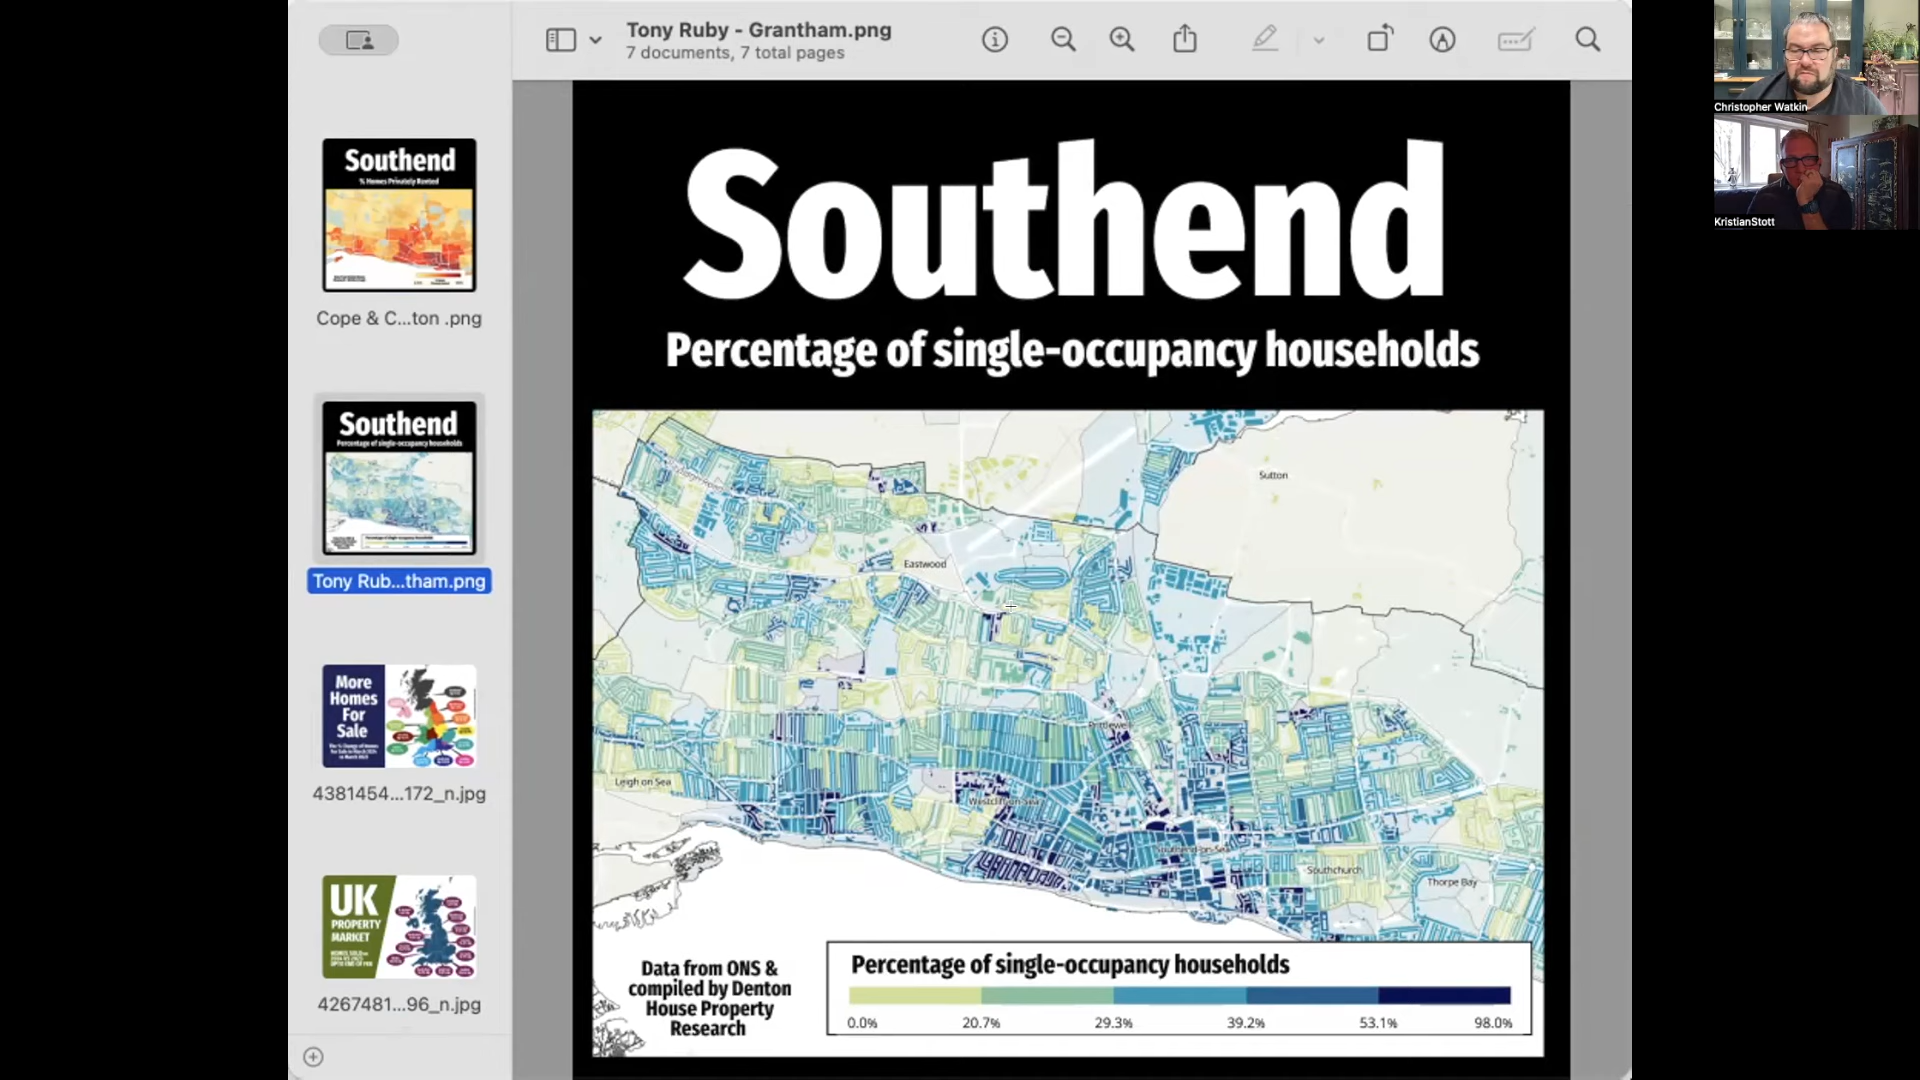 Tony Ruby - Grantham.png
7 documents, 7 total pages
Southend
% Homes Privately Rented
Cope & C...ton .png
Southend
Percentage of single-occupancy households
Tony Rub...tham.png
More
Homes
For
Sale
4381454...172_n.jpg
UK
PROPERTY
MARKET
4267481...96_n.jpg
Southend
Percentage of single-occupancy households
Sutton
Eastwood
Prittlewell
Leigh on Sea
Westcliff-on-Sea
Southend-on-Sea
Southchurch
Thorpe Bay
Data from ONS &
compiled by Denton
House Property
Research
Percentage of single-occupancy households
0.0% 20.7% 29.3% 39.2% 53.1% 98.0%
Christopher Watkin
KristianStott